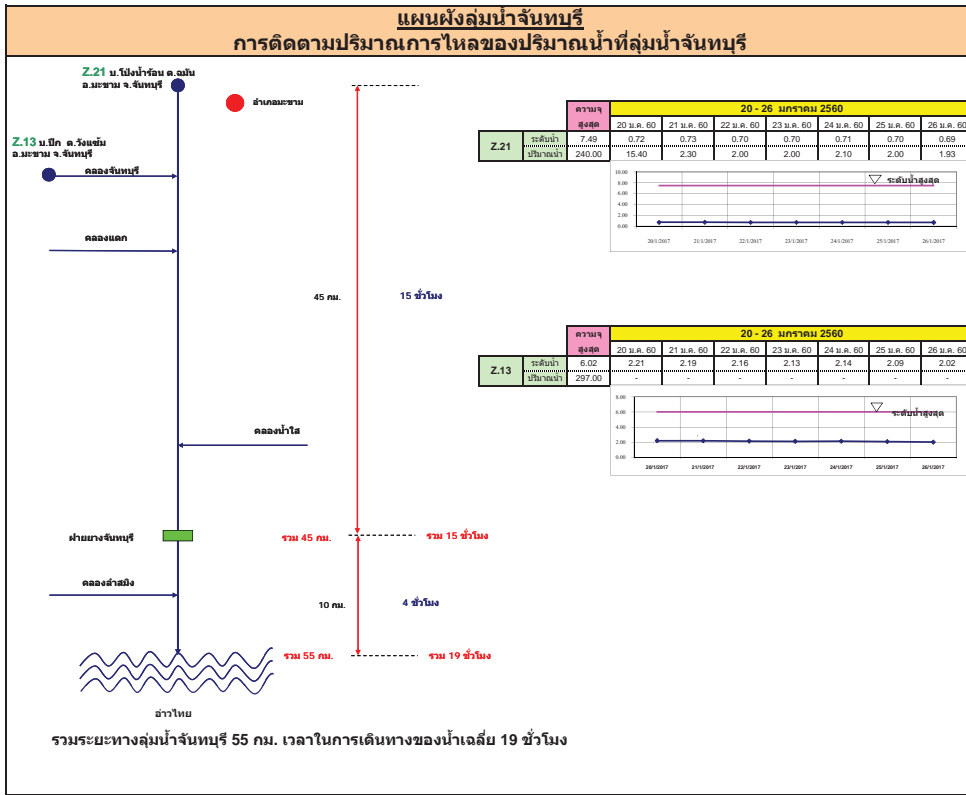 แผนผังลุ่มน้ำจันทบุรี
การติดตามปริมาณการไหลของปริมาณน้ำที่ลุ่มน้ำจันทบุรี
Z.21 บ.โป่งน้ำร้อน ต.ฉมัน
อ.มะขาม จ.จันทบุรี
อำเภอมะขาม
Z.13 บ.ปึก ต.วังแซ้ม
อ.มะขาม จ.จันทบุรี
คลองจันทบุรี
คลองแตก
45 กม.
15 ชั่วโมง
คลองน้ำใส
ฝายยางจันทบุรี
รวม 45 กม.
รวม 15 ชั่วโมง
คลองลำสมิง
10 กม.
4 ชั่วโมง
รวม 55 กม.
รวม 19 ชั่วโมง
อ่าวไทย
รวมระยะทางลุ่มน้ำจันทบุรี 55 กม. เวลาในการเดินทางของน้ำเฉลี่ย 19 ชั่วโมง
ความจุ 20 - 26 มกราคม 2560
สูงสุด 20 ม.ค. 60 21 ม.ค. 60 22 ม.ค. 60 23 ม.ค. 60 24 ม.ค. 60 25 ม.ค. 60 26 ม.ค. 60
Z.21
ระดับน้ำ 7.49 0.72 0.73 0.70 0.70 0.71 0.70 0.69
ปริมาณน้ำ 240.00 15.40 2.30 2.00 2.00 2.10 2.00 1.93
10.00
8.00
6.00
4.00
2.00
0.00
ระดับน้ำสูงสุด
20/1/2017 21/1/2017 22/1/2017 23/1/2017 24/1/2017 25/1/2017 26/1/2017
ความจุ 20 - 26 มกราคม 2560
สูงสุด 20 ม.ค. 60 21 ม.ค. 60 22 ม.ค. 60 23 ม.ค. 60 24 ม.ค. 60 25 ม.ค. 60 26 ม.ค. 60
Z.13
ระดับน้ำ 6.02 2.21 2.19 2.16 2.13 2.14 2.09 2.02
ปริมาณน้ำ 297.00 - - - - - - -
8.00
6.00
4.00
2.00
0.00
ระดับน้ำสูงสุด
20/1/2017 21/1/2017 22/1/2017 23/1/2017 24/1/2017 25/1/2017 26/1/2017